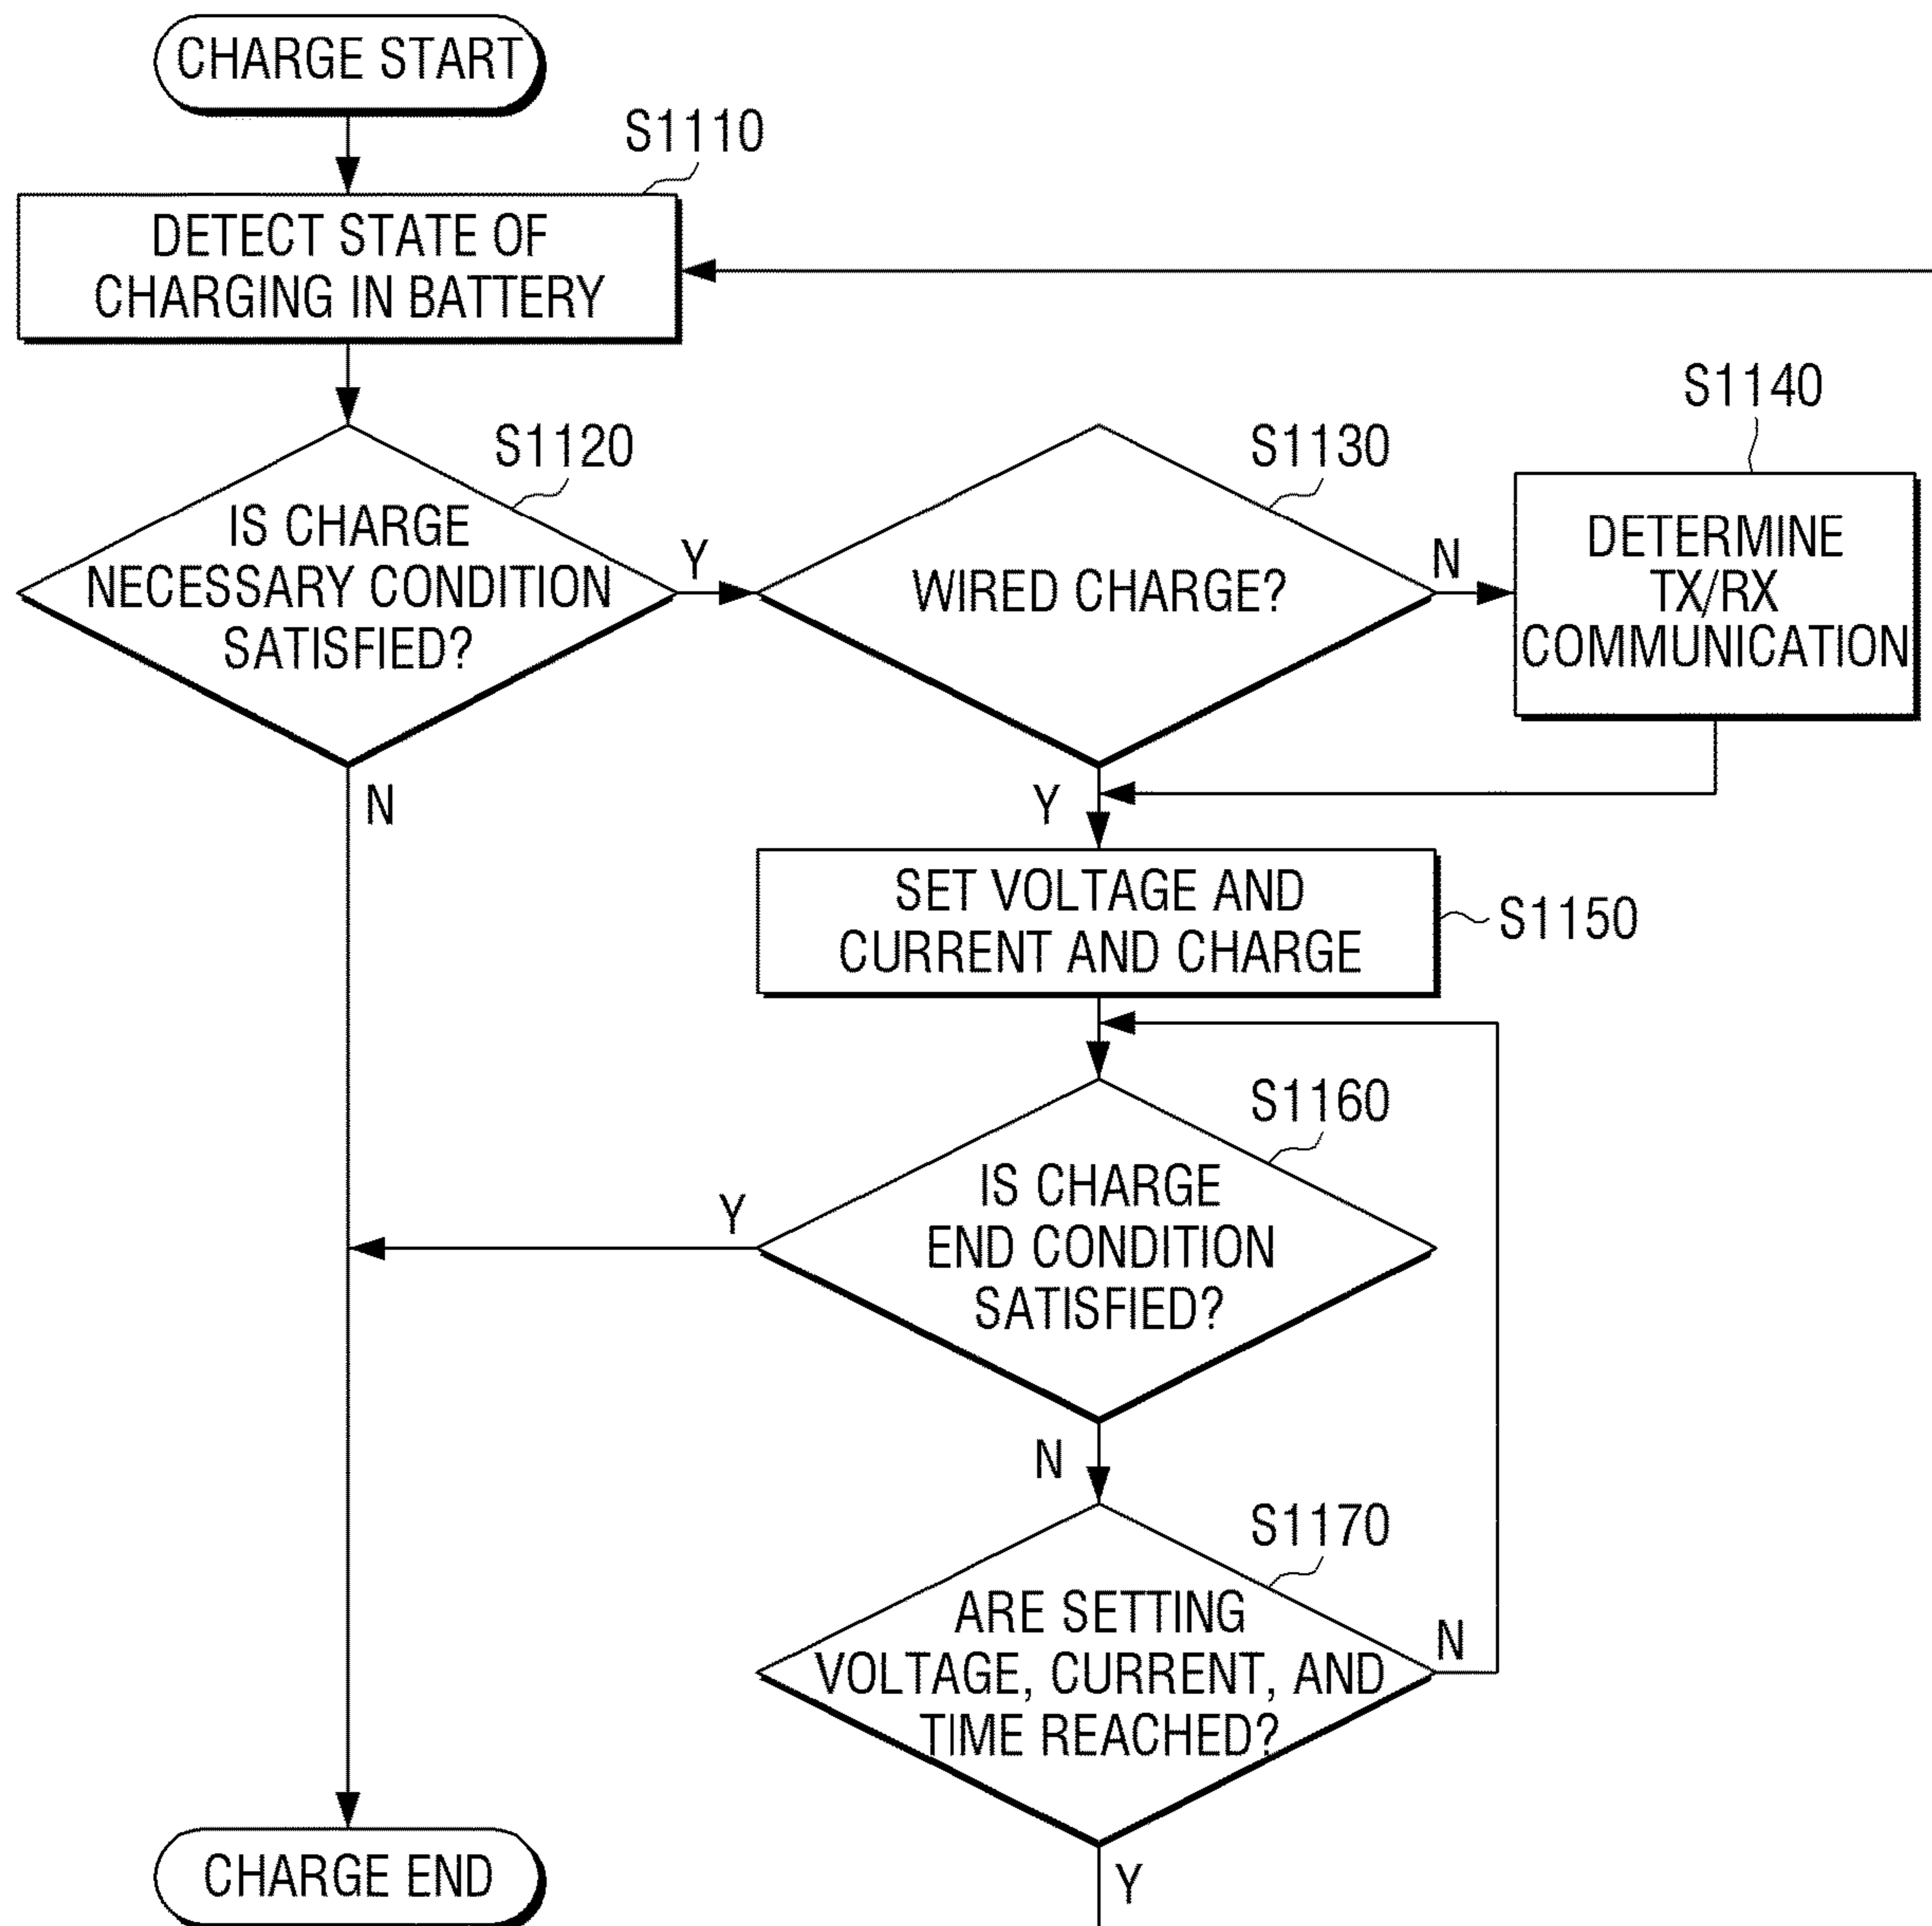 CHARGE START
S1110
DETECT STATE OF
CHARGING IN BATTERY
S1120
IS CHARGE
NECESSARY CONDITION
SATISFIED?
Y
N
S1130
WIRED CHARGE?
N
Y
S1140
DETERMINE
TX/RX
COMMUNICATION
SET VOLTAGE AND
CURRENT AND CHARGE
S1150
S1160
IS CHARGE
END CONDITION
SATISFIED?
Y
N
S1170
ARE SETTING
VOLTAGE, CURRENT, AND
TIME REACHED?
N
Y
CHARGE END